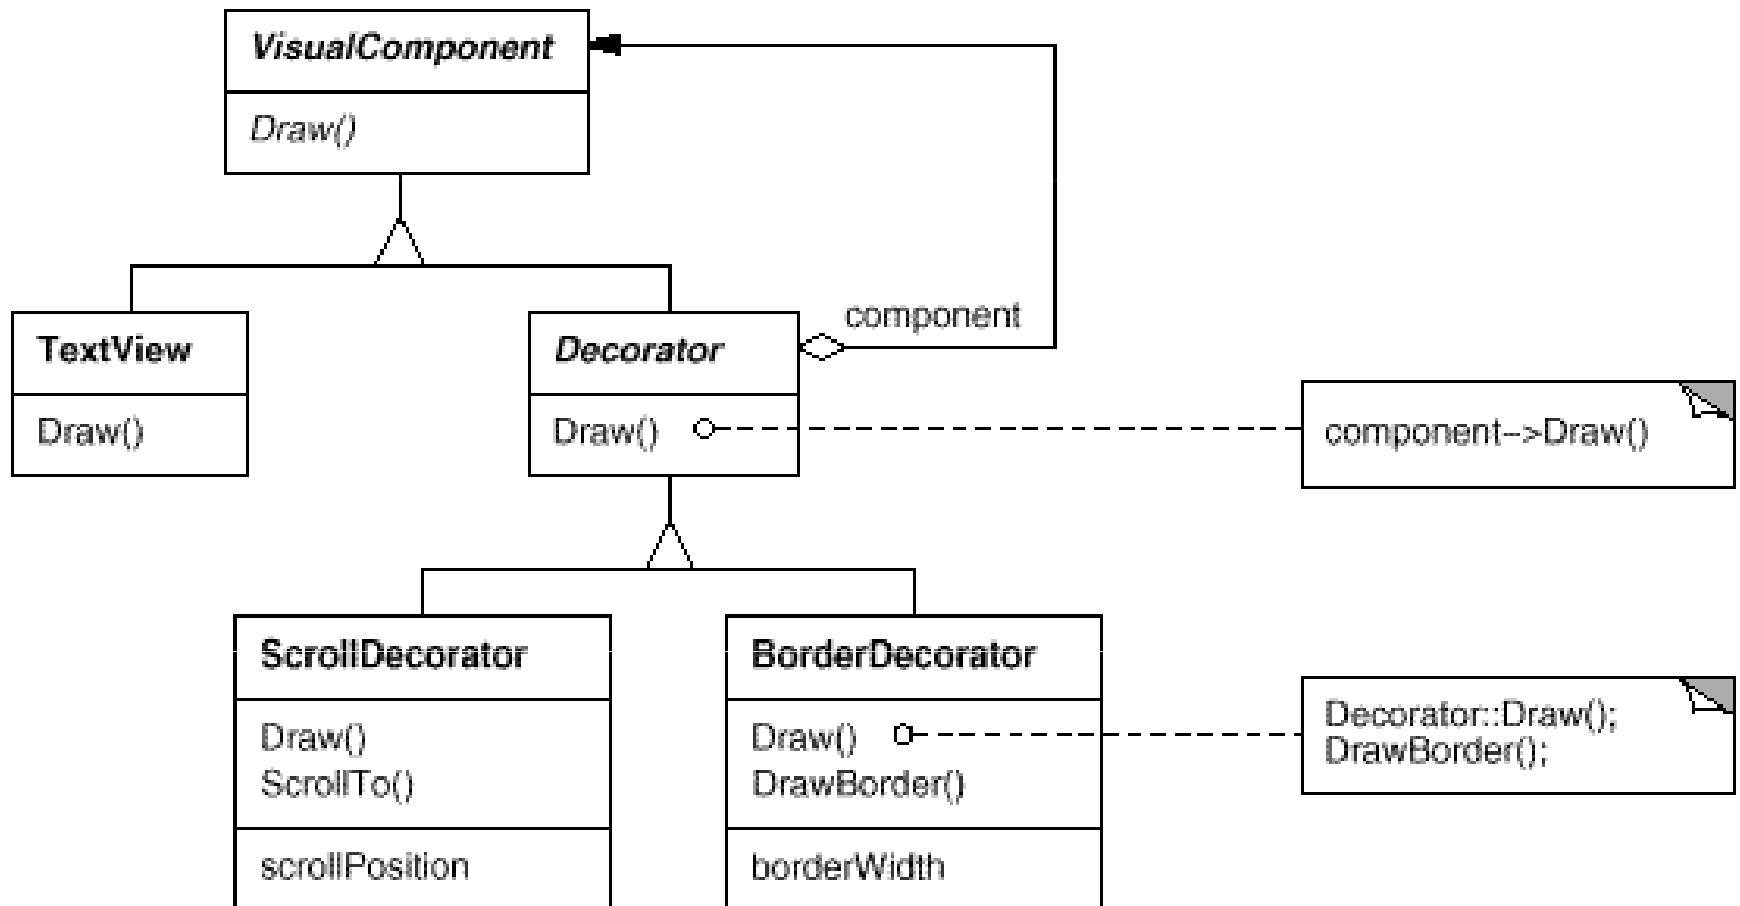 VisualComponent
Draw()
TextView
Draw()
Decorator
Draw()
component
component-->Draw()
ScrollDecorator
Draw()
ScrollTo()
scrollPosition
BorderDecorator
Draw()
DrawBorder()
borderWidth
Decorator::Draw();
DrawBorder();